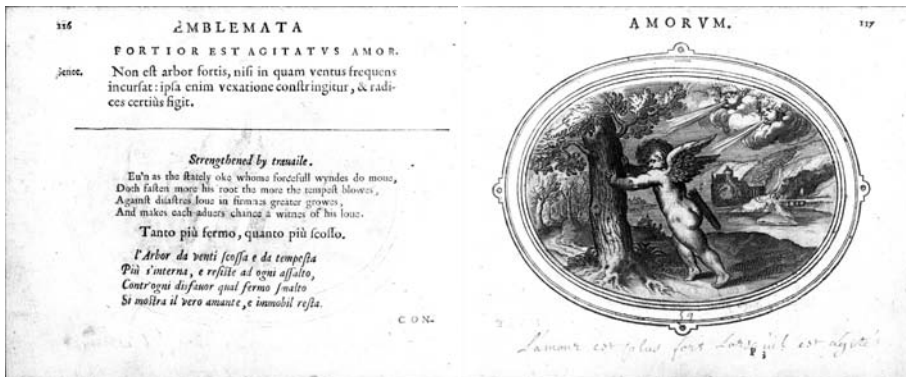 116
EMBLEMATA
FORTIOR EST AGITATVS AMOR.
Senec.
Non eſt arbor fortis, niſi in quam ventus frequens
incurſat: ipſa enim vexatione conſtringitur, & radi-
ces certiùs figit.
Strengthened by trauaile.
Eu'n as the ſtately oke whome forcefull wyndes do moue,
Doth faſten more his root the more the tempeſt blowes,
Againſt diſaſtres loue in firmnes greater growes,
And makes each aduers chance a witnes of his loue.
Tanto più fermo, quanto più ſcoſſo.
l'Arbor da venti ſcoſſa e da tempeſta
Più s'interna, e reſiſte ad ogni aſſalto,
Contr'ogni disfauor qual fermo ſmalto
Si moſtra il vero amante, e immobil reſta.
CON-
AMORVM.
117
59
L'amour est plus fort Lorsqu'il est agité
P 3